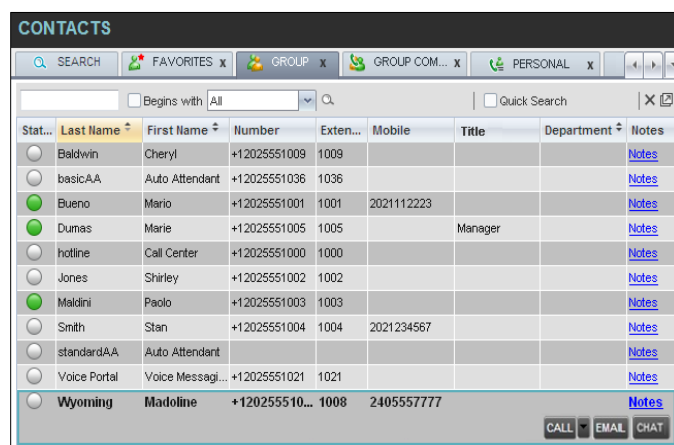 CONTACTS
SEARCH FAVORITES X GROUP X GROUP COM... X PERSONAL X
Begins with All Quick Search
Stat... Last Name First Name Number Exten... Mobile Title Department Notes
Baldwin Cheryl +12025551009 1009 Notes
basicAA Auto Attendant +12025551036 1036 Notes
Bueno Mario +12025551001 1001 2021112223 Notes
Dumas Marie +12025551005 1005 Manager Notes
hotline Call Center +12025551000 1000 Notes
Jones Shirley +12025551002 1002 Notes
Maldini Paolo +12025551003 1003 Notes
Smith Stan +12025551004 1004 2021234567 Notes
standardAA Auto Attendant Notes
Voice Portal Voice Messagi... +12025551021 1021 Notes
Wyoming Madoline +120255510... 1008 2405557777 Notes
CALL EMAIL CHAT